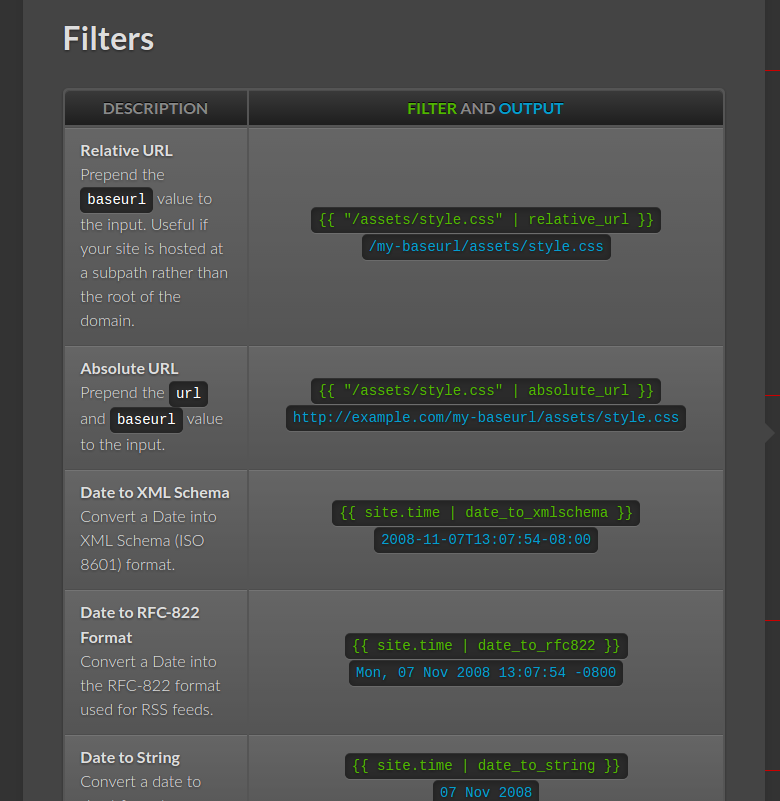 Filters
DESCRIPTION FILTER AND OUTPUT
Relative URL
Prepend the
baseurl value to
the input. Useful if
your site is hosted at
a subpath rather than
the root of the
domain.
{{ "/assets/style.css" | relative_url }}
/my-baseurl/assets/style.css
Absolute URL
Prepend the url
and baseurl value
to the input.
{{ "/assets/style.css" | absolute_url }}
http://example.com/my-baseurl/assets/style.css
Date to XML Schema
Convert a Date into
XML Schema (ISO
8601) format.
{{ site.time | date_to_xmlschema }}
2008-11-07T13:07:54-08:00
Date to RFC-822
Format
Convert a Date into
the RFC-822 format
used for RSS feeds.
{{ site.time | date_to_rfc822 }}
Mon, 07 Nov 2008 13:07:54 -0800
Date to String
Convert a date to
{{ site.time | date_to_string }}
07 Nov 2008